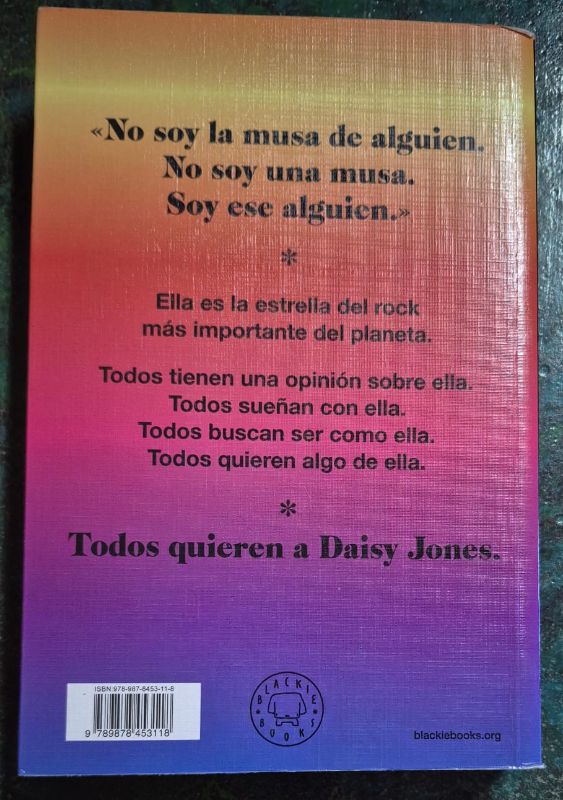 «No soy la musa de alguien.
No soy una musa.
Soy ese alguien.»
*
Ella es la estrella del rock
más importante del planeta.
Todos tienen una opinión sobre ella.
Todos sueñan con ella.
Todos buscan ser como ella.
Todos quieren algo de ella.
*
Todos quieren a Daisy Jones.
ISBN:978-987-8453-11-8
9 789878 453118
BLACKIE
BOOKS
blackiebooks.org